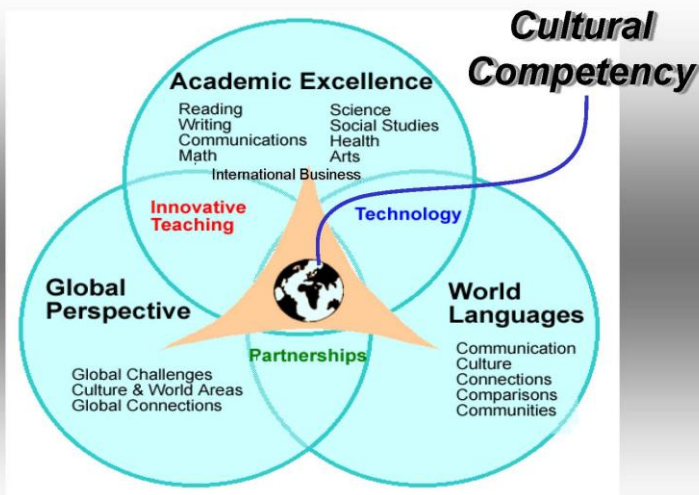 Cultural
Competency
Academic Excellence
Reading
Writing
Communications
Math
Science
Social Studies
Health
Arts
International Business
Innovative
Teaching
Technology
Global
Perspective
Global Challenges
Culture & World Areas
Global Connections
World
Languages
Communication
Culture
Connections
Comparisons
Communities
Partnerships